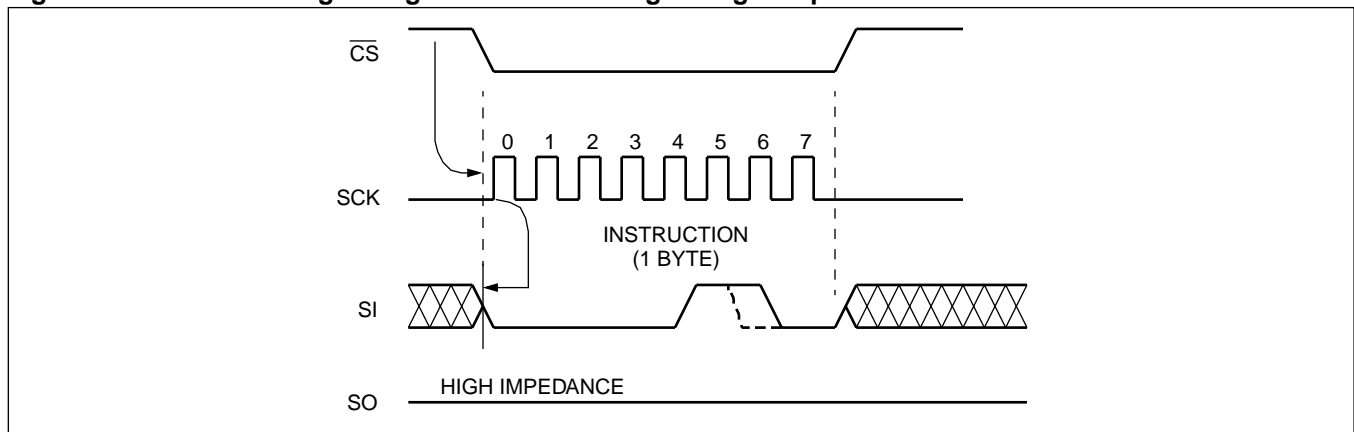 CS
0 1 2 3 4 5 6 7
SCK
INSTRUCTION
(1 BYTE)
SI
HIGH IMPEDANCE
SO